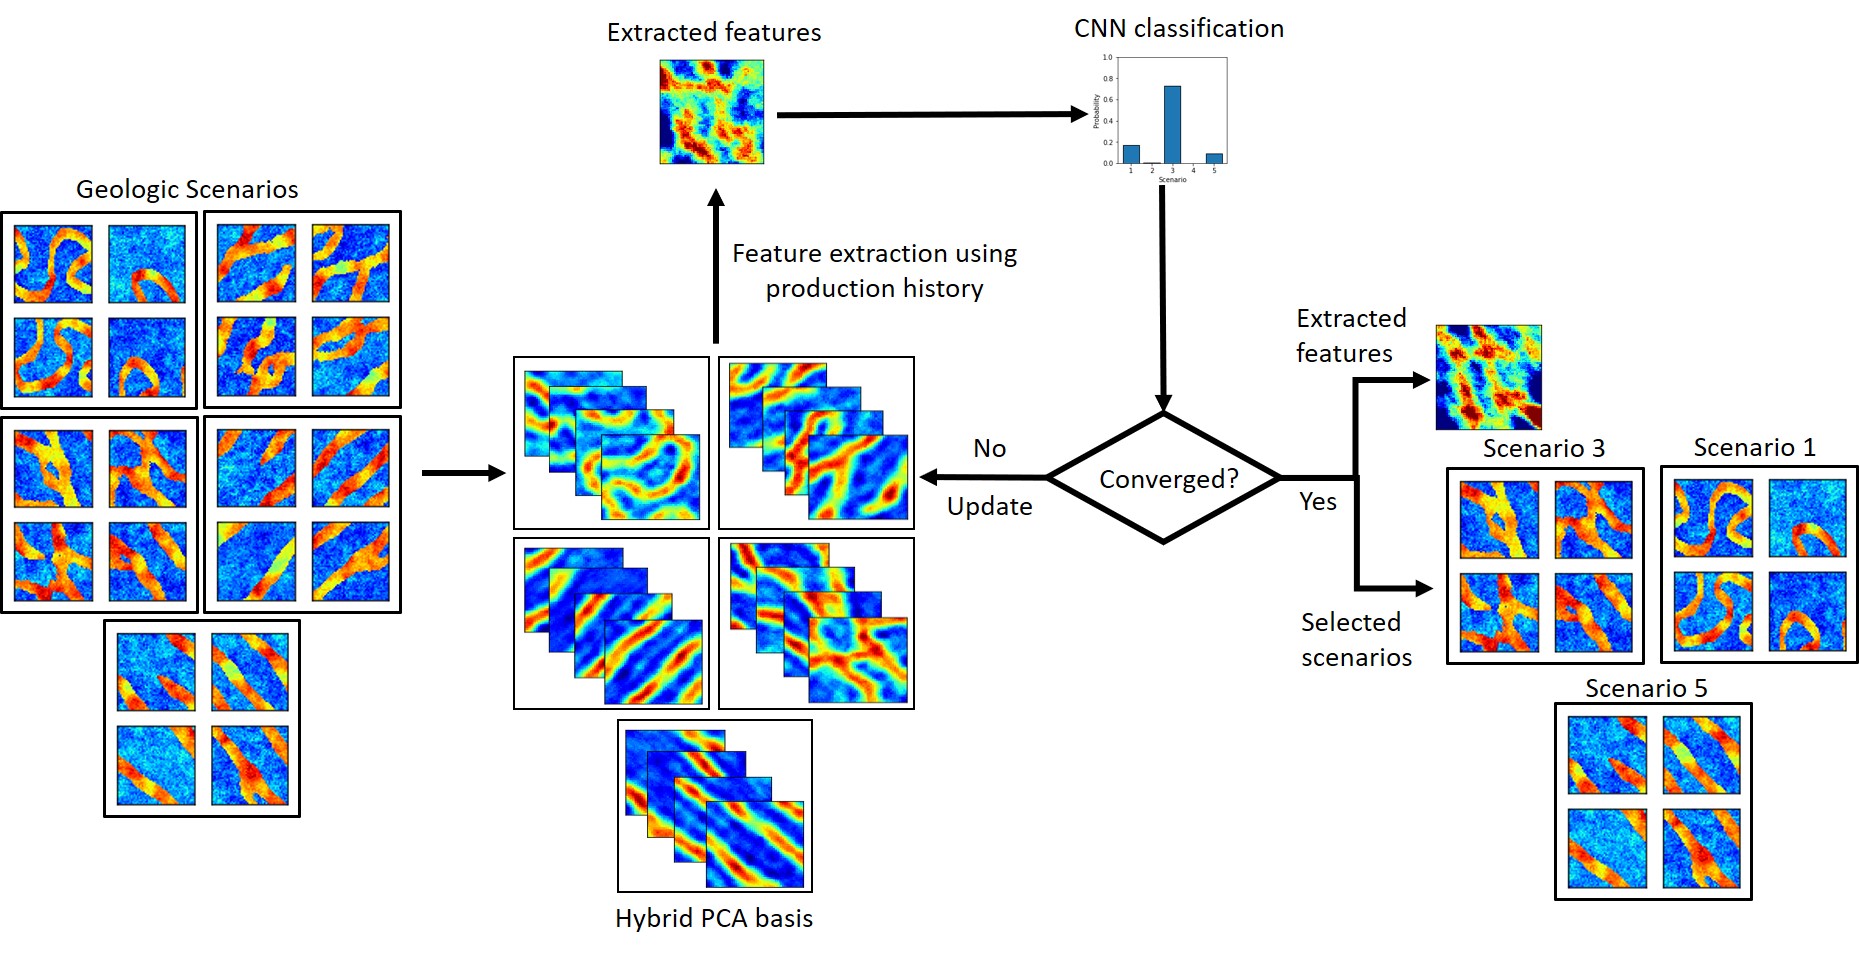 Extracted features
CNN classification
1.0
0.8
0.6
0.4
0.2
0.0
Probability
1 2 3 4 5
Scenario
Geologic Scenarios
Feature extraction using
production history
Extracted
features
No
Update
Converged?
Yes
Scenario 3
Scenario 1
Selected
scenarios
Scenario 5
Hybrid PCA basis